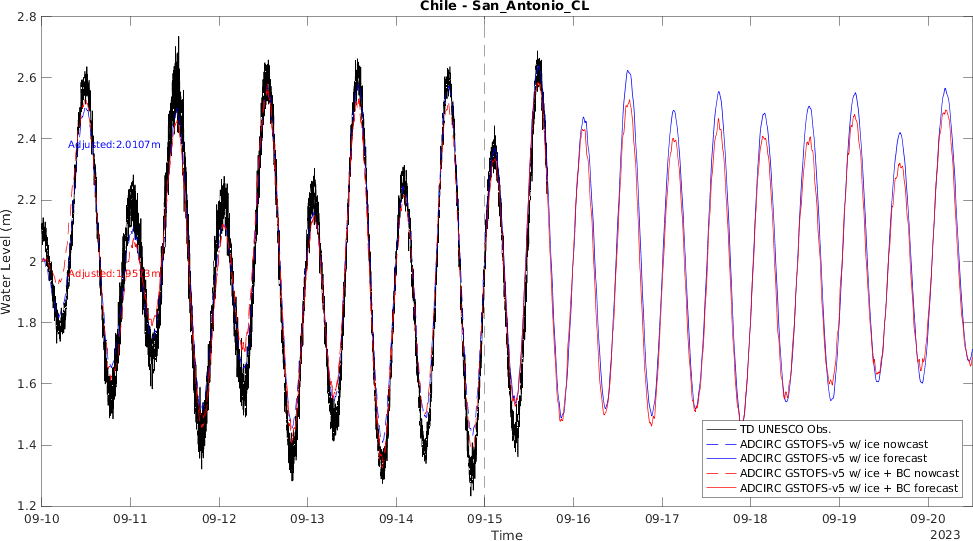 Chile - San_Antonio_CL
2.8
2.6
2.4
2.2
2
1.8
1.6
1.4
1.2
Water Level (m)
Adjusted:2.0107m
Adjusted:1.9573m
TD UNESCO Obs.
ADCIRC GSTOFS-v5 w/ ice nowcast
ADCIRC GSTOFS-v5 w/ ice forecast
ADCIRC GSTOFS-v5 w/ ice + BC nowcast
ADCIRC GSTOFS-v5 w/ ice + BC forecast
09-10 09-11 09-12 09-13 09-14 09-15 09-16 09-17 09-18 09-19 09-20
Time
2023